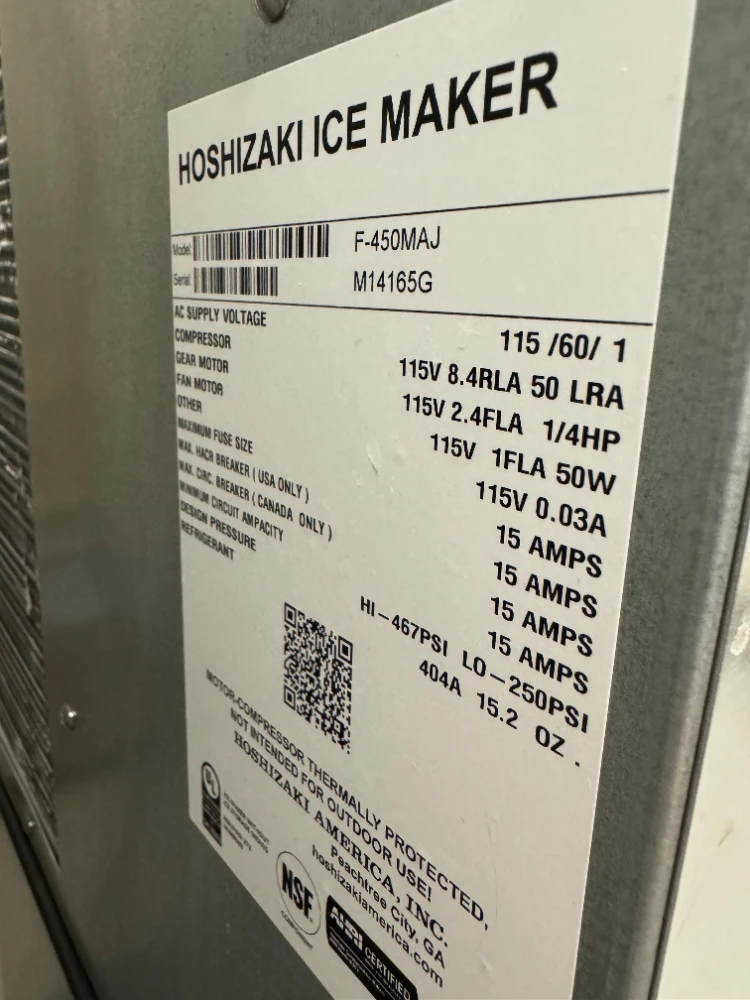 HOSHIZAKI ICE MAKER
Model: F-450MAJ
Serial: M14165G
AC SUPPLY VOLTAGE 115 /60/ 1
COMPRESSOR 115V 8.4RLA 50 LRA
GEAR MOTOR 115V 2.4FLA 1/4HP
FAN MOTOR 115V 1FLA 50W
OTHER 115V 0.03A
MAXIMUM FUSE SIZE 15 AMPS
MAX. HACR BREAKER ( USA ONLY ) 15 AMPS
MAX. CIRC. BREAKER ( CANADA ONLY ) 15 AMPS
MINIMUM CIRCUIT AMPACITY 15 AMPS
DESIGN PRESSURE HI-467PSI LO-250PSI
REFRIGERANT 404A 15.2 OZ.
MOTOR-COMPRESSOR THERMALLY PROTECTED,
NOT INTENDED FOR OUTDOOR USE!
HOSHIZAKI AMERICA, INC.
Peachtree City, GA
hoshizakiamerica.com
UL
NSF
COMPONENT
CERTIFIED